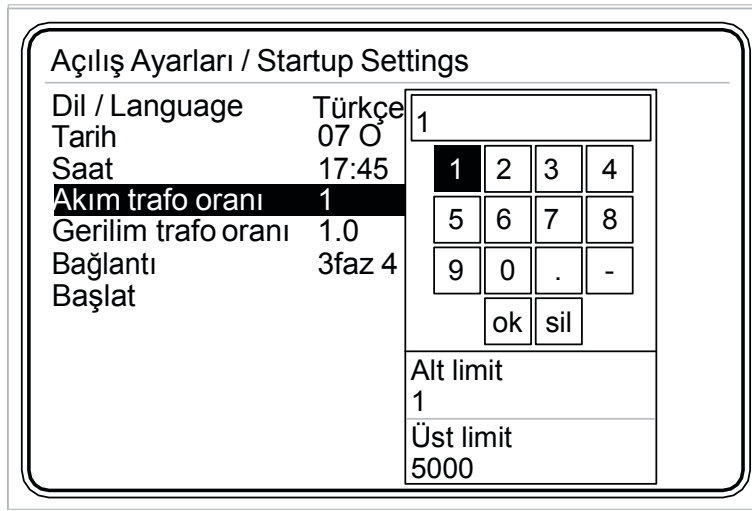 Açılış Ayarları / Startup Settings
Dil / Language Türkçe
Tarih 07 O
Saat 17:45
Akım trafo oranı 1
Gerilim trafo oranı 1.0
Bağlantı 3faz 4
Başlat
1
1 2 3 4
5 6 7 8
9 0 . -
ok sil
Alt limit
1
Üst limit
5000